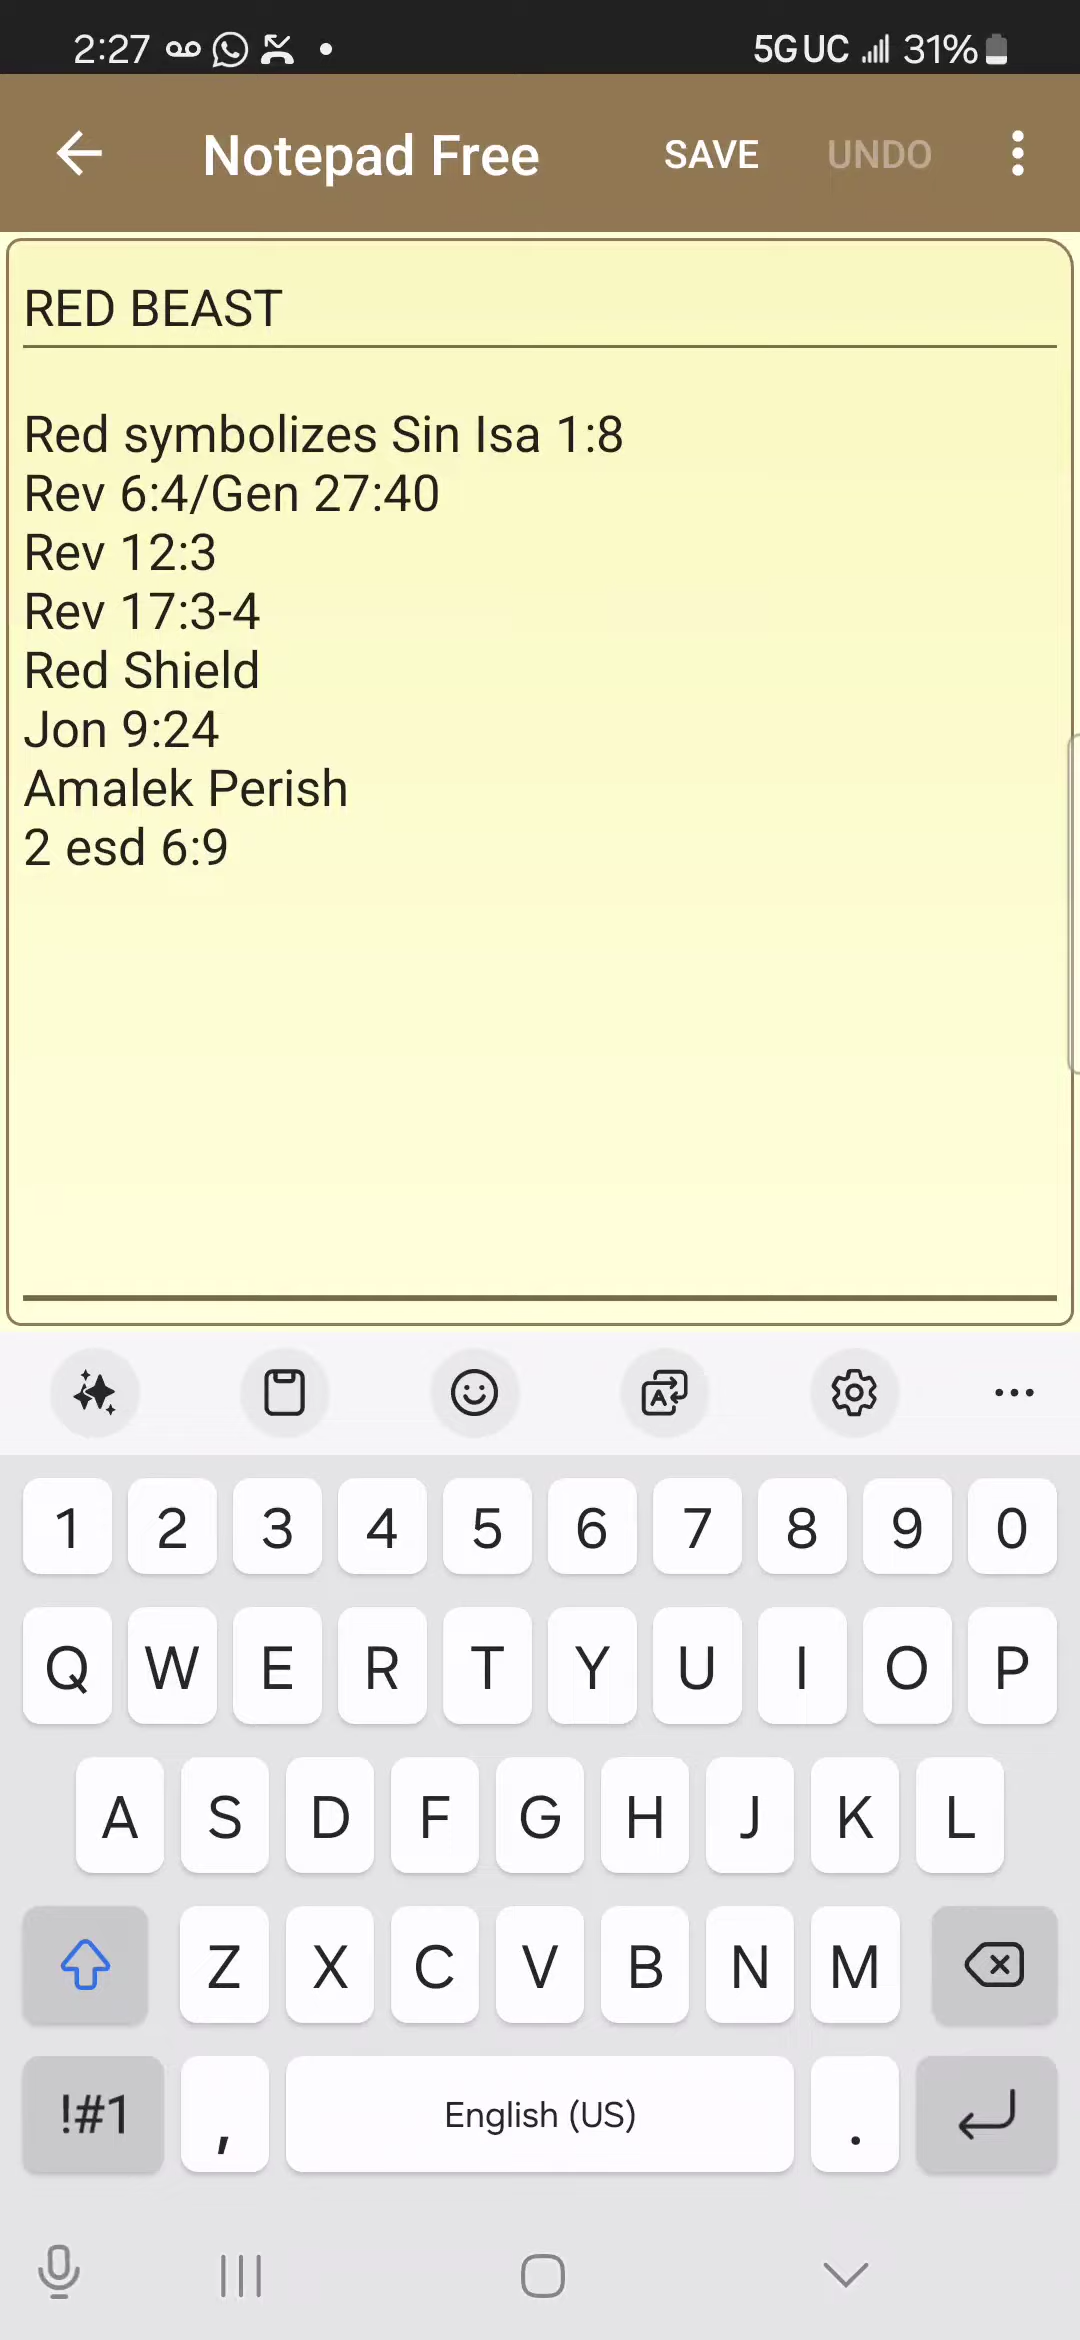 2:27 5G UC 31%
Notepad Free SAVE UNDO
RED BEAST
Red symbolizes Sin Isa 1:8
Rev 6:4/Gen 27:40
Rev 12:3
Rev 17:3-4
Red Shield
Jon 9:24
Amalek Perish
2 esd 6:9
1 2 3 4 5 6 7 8 9 0
Q W E R T Y U I O P
A S D F G H J K L
Z X C V B N M
!#1 , English (US) .